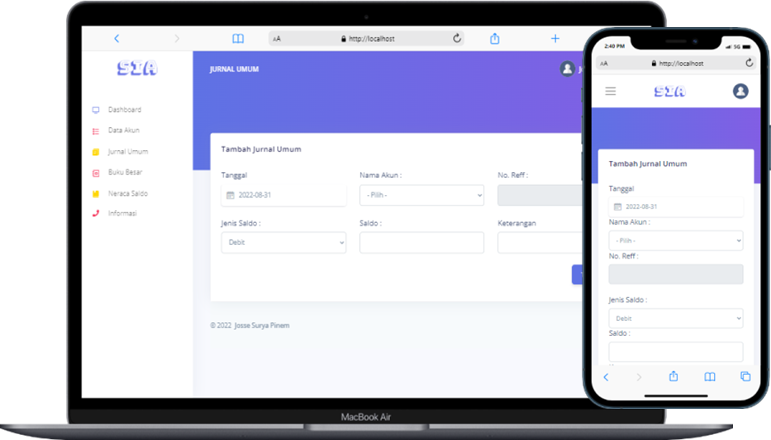 AA http://localhost
SIA
JURNAL UMUM
Dashboard
Data Akun
Jurnal Umum
Buku Besar
Neraca Saldo
Informasi
Tambah Jurnal Umum
Tanggal Nama Akun : No. Reff :
2022-08-31 - Pilih -
Jenis Saldo : Saldo : Keterangan
Debit
© 2022 Josse Surya Pinem
MacBook Air
2:40 PM 5G
AA http://localhost
SIA
Tambah Jurnal Umum
Tanggal
2022-08-31
Nama Akun :
- Pilih -
No. Reff :
Jenis Saldo :
Debit
Saldo :